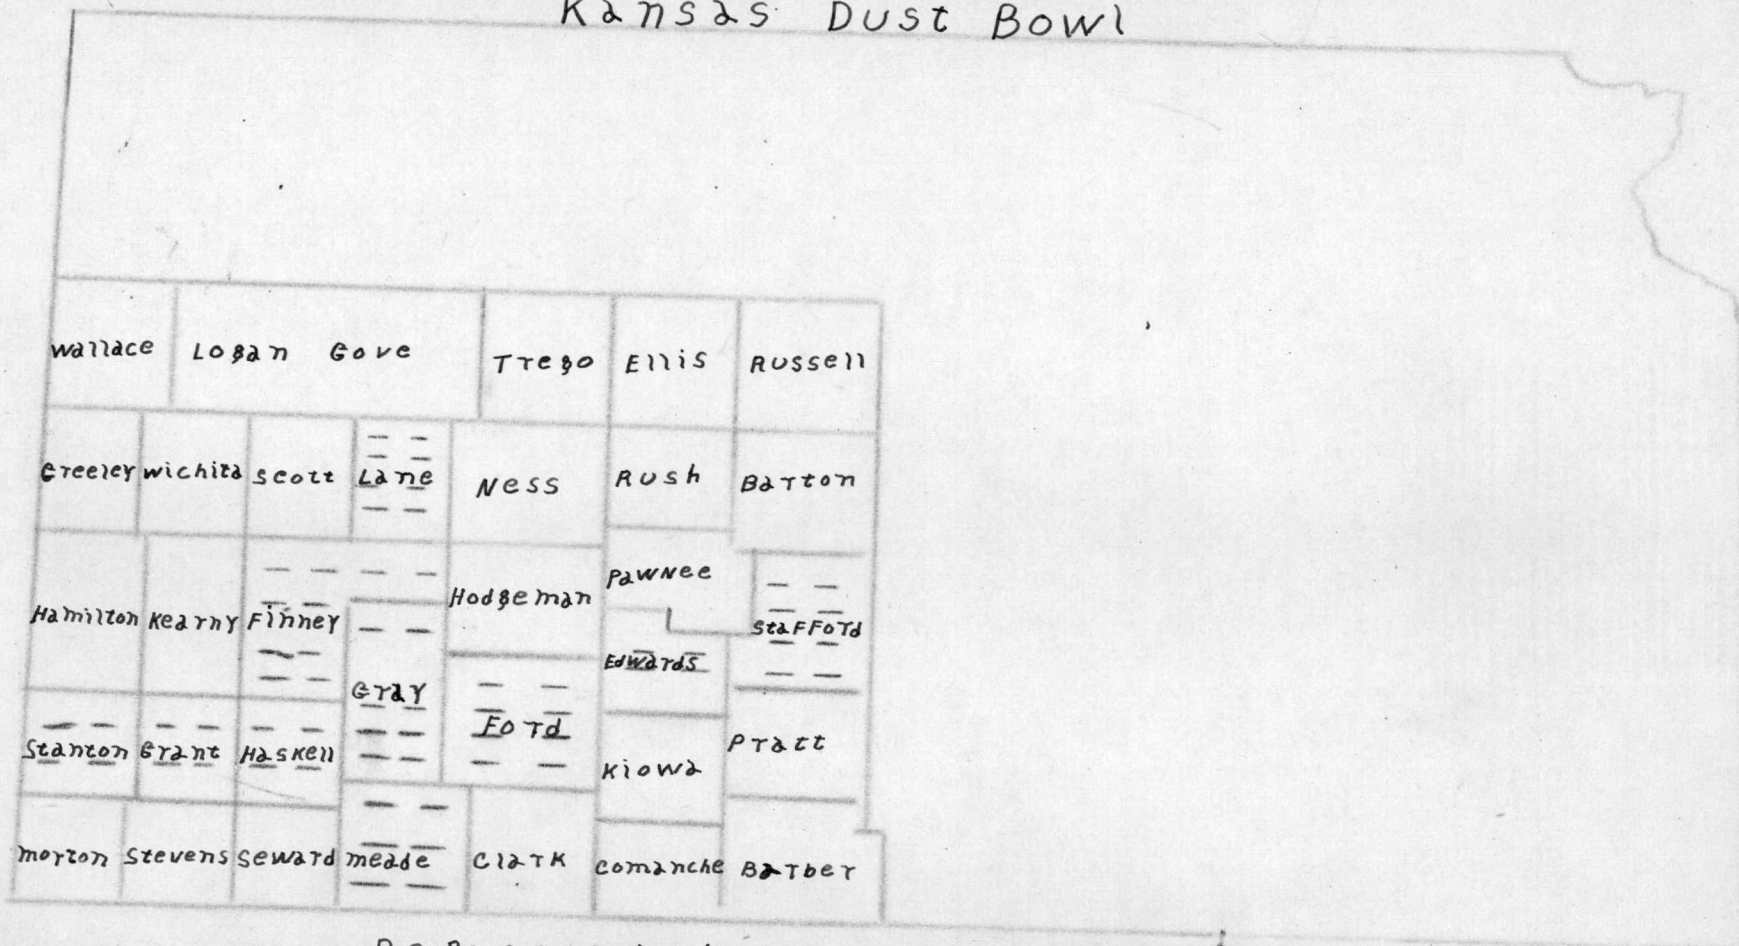 Kansas Dust Bowl
Wallace Logan Gove Trego Ellis Russell
Greeley Wichita Scott Lane Ness Rush Barton
Hamilton Kearny Finney Hodgeman Pawnee Stafford
Gray Edwards
Stanton Grant Haskell Ford Kiowa Pratt
Morton Stevens Seward Meade Clark Comanche Barber